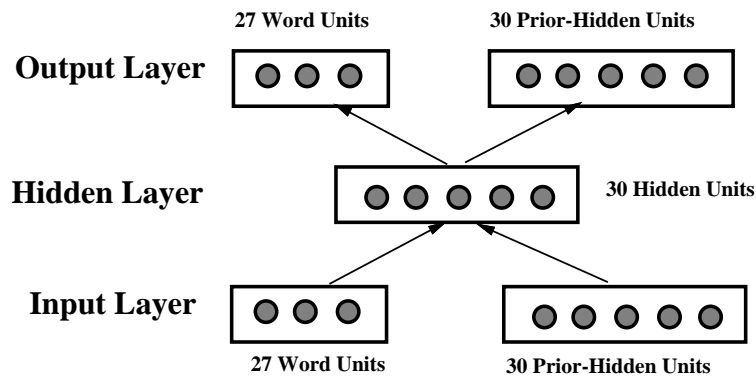 27 Word Units
30 Prior-Hidden Units
Output Layer
Hidden Layer
30 Hidden Units
Input Layer
27 Word Units
30 Prior-Hidden Units